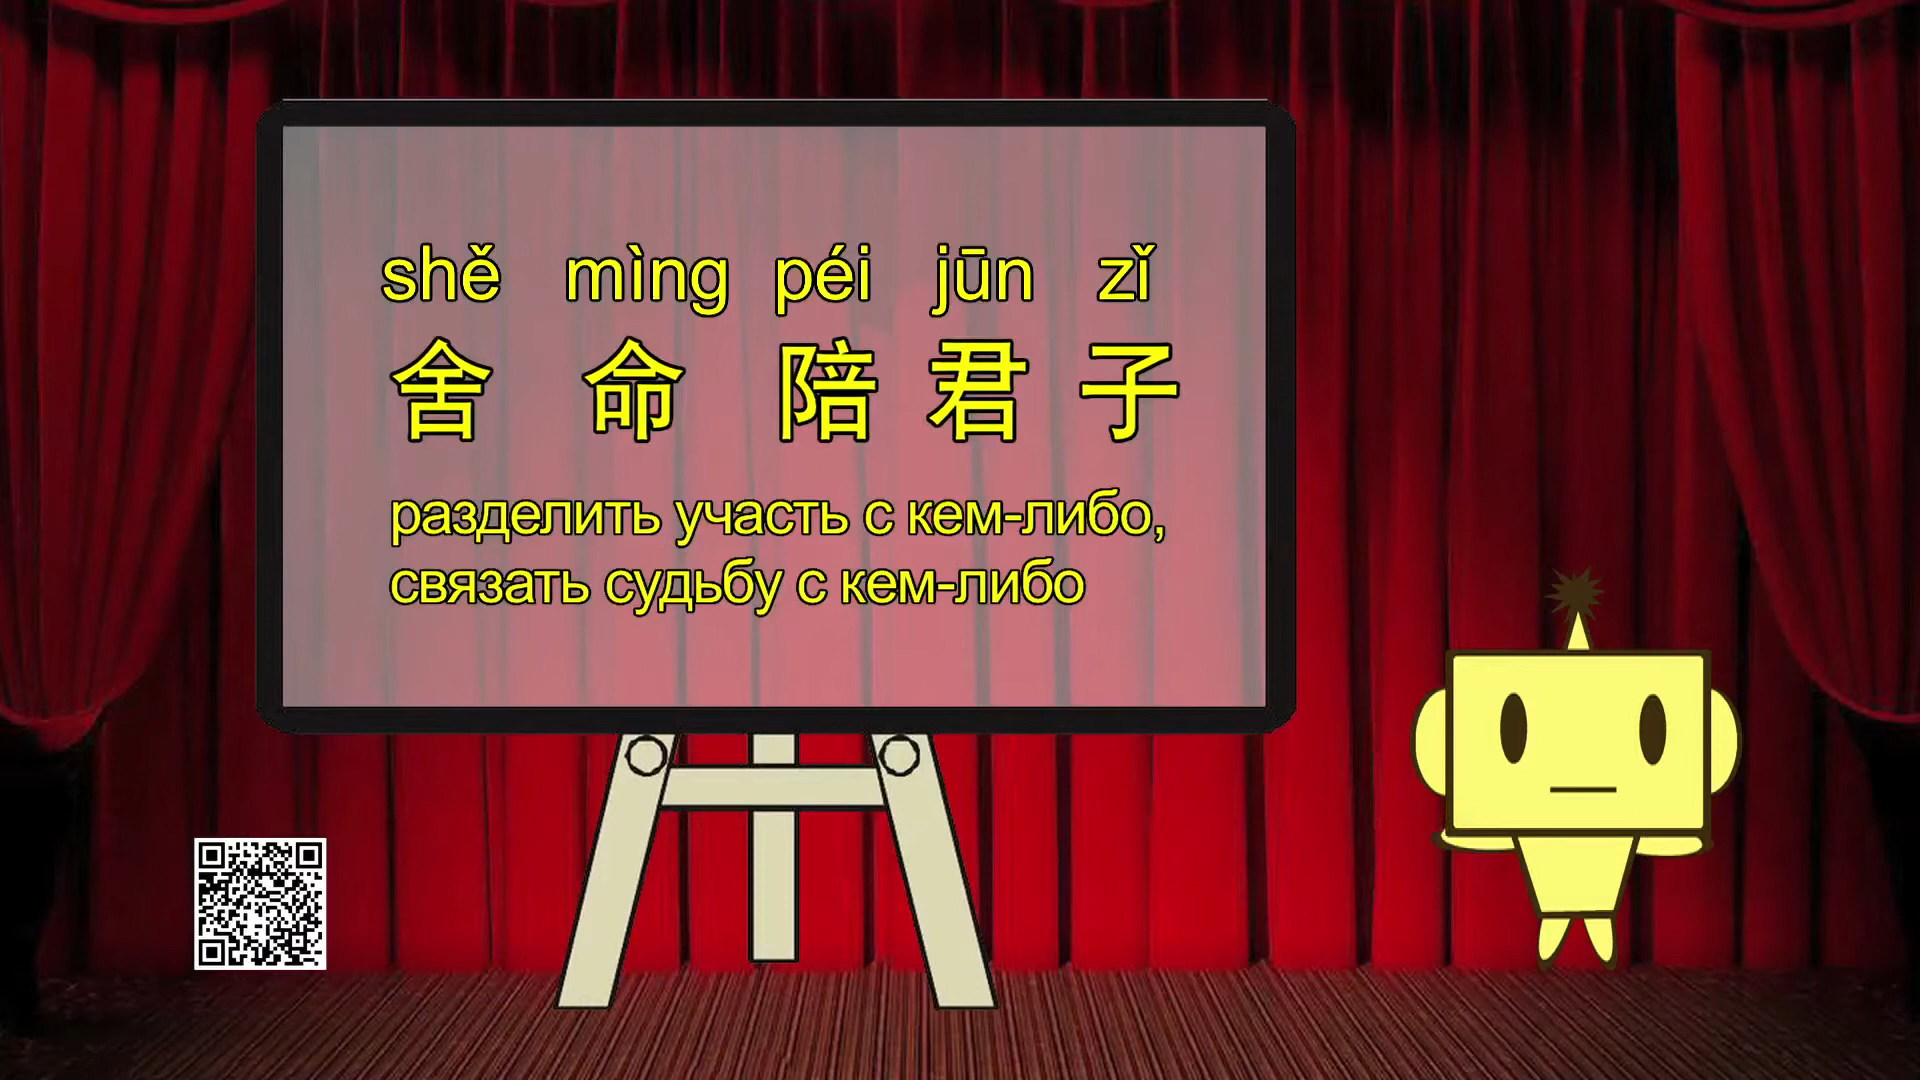 shě mìng péi jūn zǐ
舍命陪君子
разделить участь с кем-либо,
связать судьбу с кем-либо